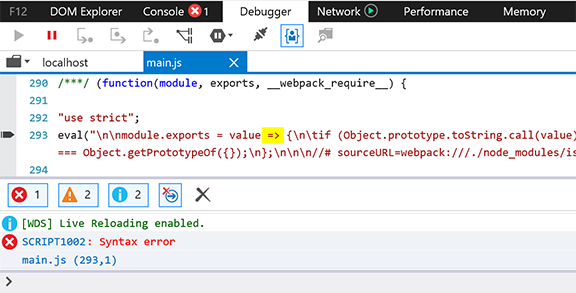 F12 DOM Explorer Console 1 Debugger Network Performance Memory
localhost main.js
290 /***/ (function(module, exports, __webpack_require__) {
291
292 "use strict";
293 eval("\n\nmodule.exports = value => {\n\tif (Object.prototype.toString.call(value)
=== Object.getPrototypeOf({});\n};\n\n\n//# sourceURL=webpack:///./node_modules/is
294
1 2 2
[WDS] Live Reloading enabled.
SCRIPT1002: Syntax error
main.js (293,1)